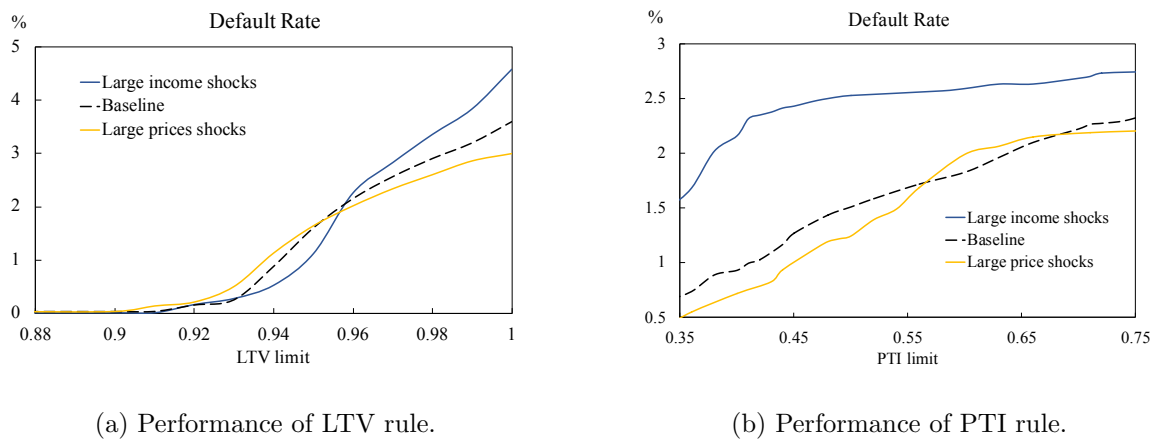 %
Default Rate
5
4
3
2
1
0
Large income shocks
Baseline
Large prices shocks
0.88
0.9
0.92
0.94
0.96
0.98
1
LTV limit
(a) Performance of LTV rule.
%
Default Rate
3
2.5
2
1.5
1
0.5
Large income shocks
Baseline
Large price shocks
0.35
0.45
0.55
0.65
0.75
PTI limit
(b) Performance of PTI rule.